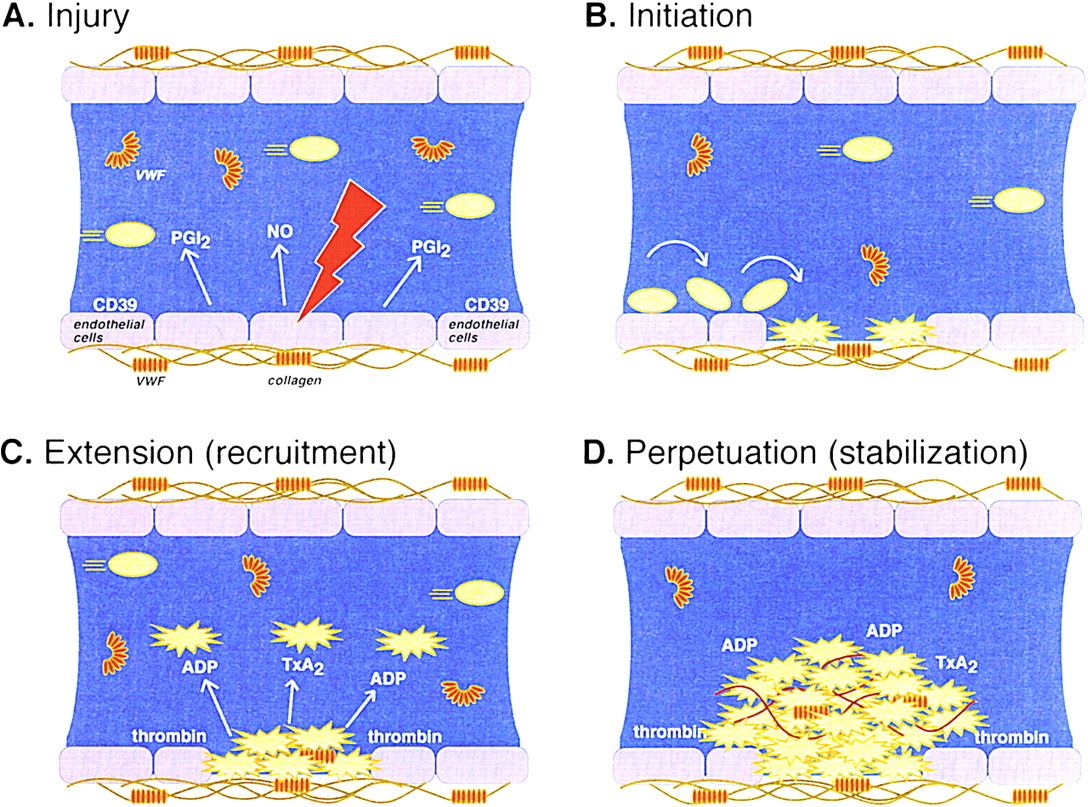 A. Injury
B. Initiation
VWF
PGI2
NO
PGI2
CD39
CD39
endothelial
cells
endothelial
cells
VWF
collagen
C. Extension (recruitment)
D. Perpetuation (stabilization)
ADP
TxA2
ADP
thrombin
thrombin
ADP
ADP
TxA2
thrombin
thrombin